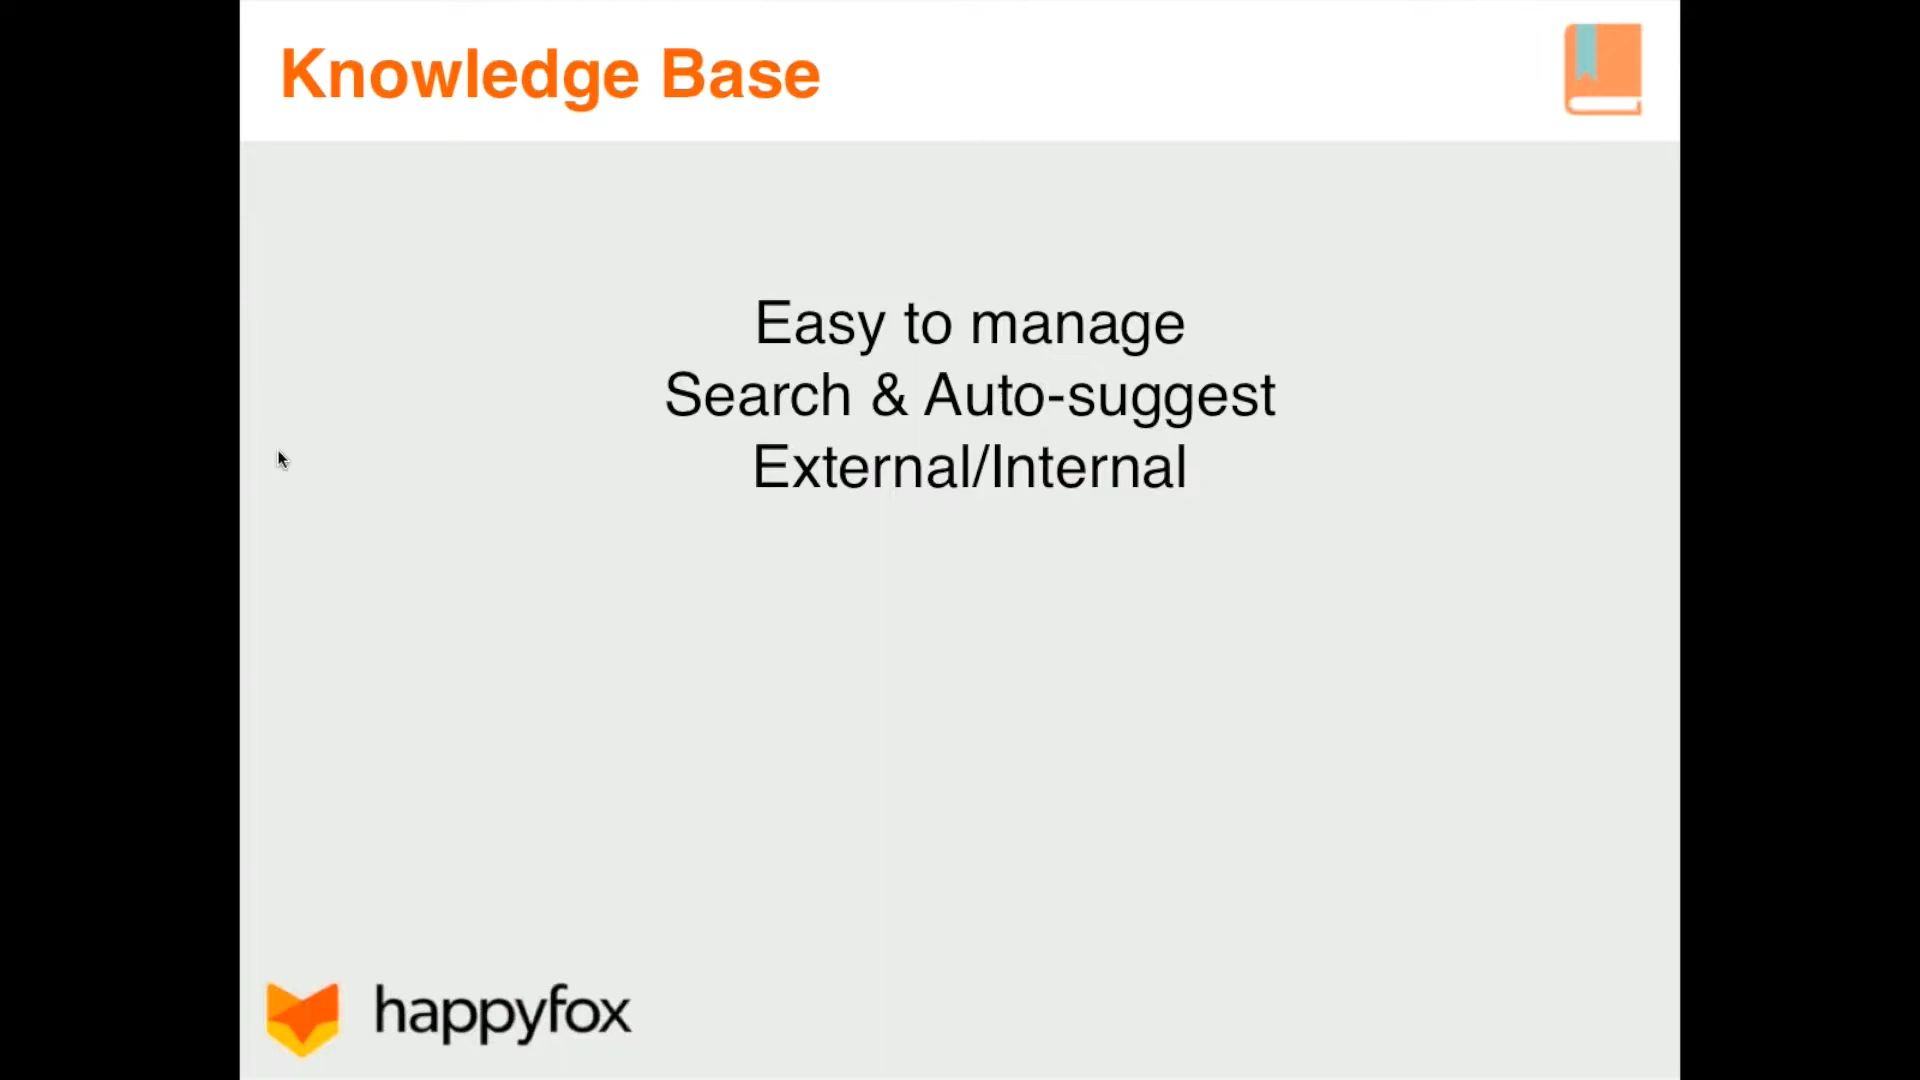 Knowledge Base
Easy to manage
Search & Auto-suggest
External/Internal
happyfox